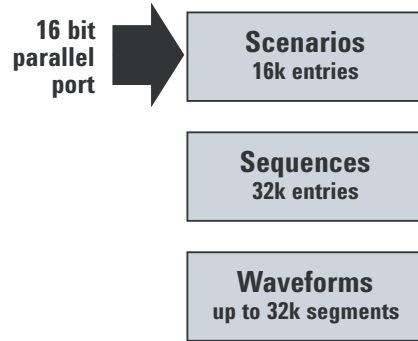 16 bit
parallel
port
Scenarios
16k entries
Sequences
32k entries
Waveforms
up to 32k segments